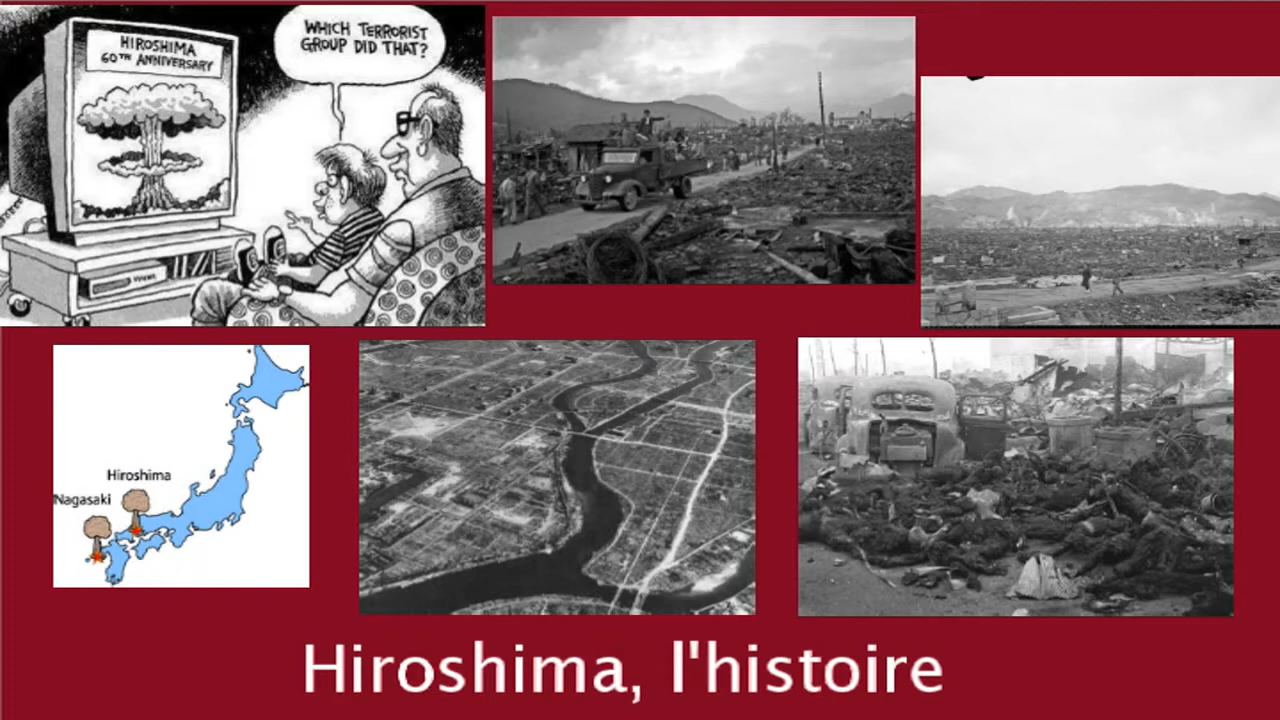 HIROSHIMA
60TH ANNIVERSARY
WHICH TERRORIST
GROUP DID THAT?
Hiroshima
Nagasaki
Hiroshima, l'histoire